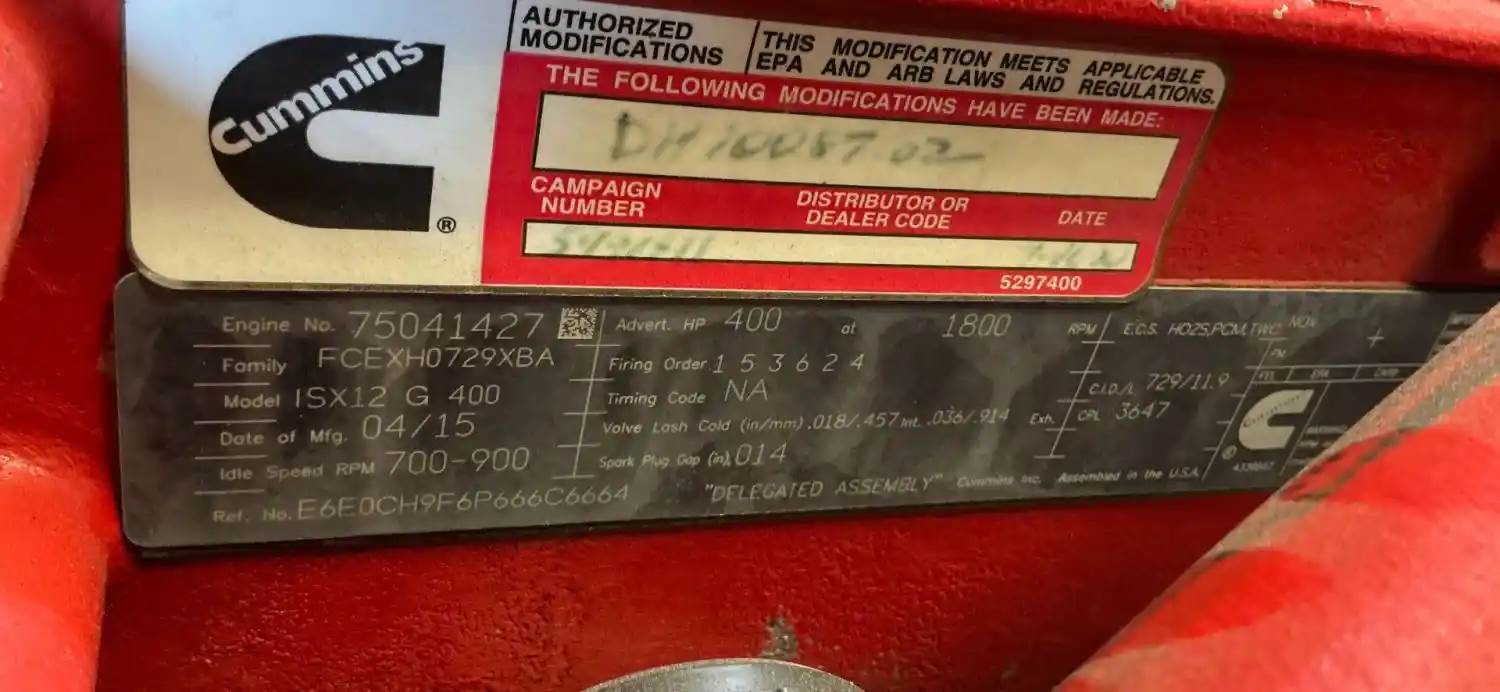 Cummins
®
AUTHORIZED
MODIFICATIONS
THIS MODIFICATION MEETS APPLICABLE
EPA AND ARB LAWS AND REGULATIONS.
THE FOLLOWING MODIFICATIONS HAVE BEEN MADE:
CAMPAIGN
NUMBER
DISTRIBUTOR OR
DEALER CODE
DATE
5297400
Engine No. 75041427
Family FCEXH0729XBA
Model ISX12 G 400
Date of Mfg. 04/15
Idle Speed RPM 700-900
Ref. No. E6E0CH9F6P666C6664
Advert. HP 400 at 1800 RPM
Firing Order 1 5 3 6 2 4
Timing Code NA
Valve Lash Cold (in/mm) .018/.457 Int. .036/.914 Exh.
Spark Plug Gap (in) .014
"DELEGATED ASSEMBLY" Cummins Inc. Assembled in the U.S.A.
E.C.S. HO2S,PCM,TWC
C.I.D./L 729/11.9
CPL 3647
Cummins
®